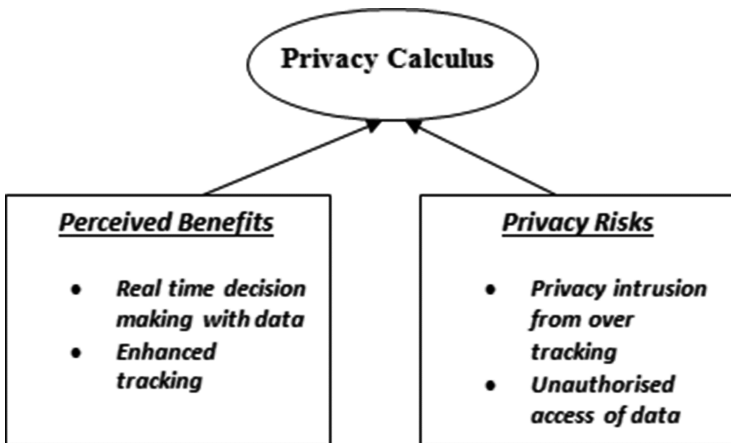 Privacy Calculus
Perceived Benefits
• Real time decision
making with data
• Enhanced
tracking
Privacy Risks
• Privacy intrusion
from over
tracking
• Unauthorised
access of data